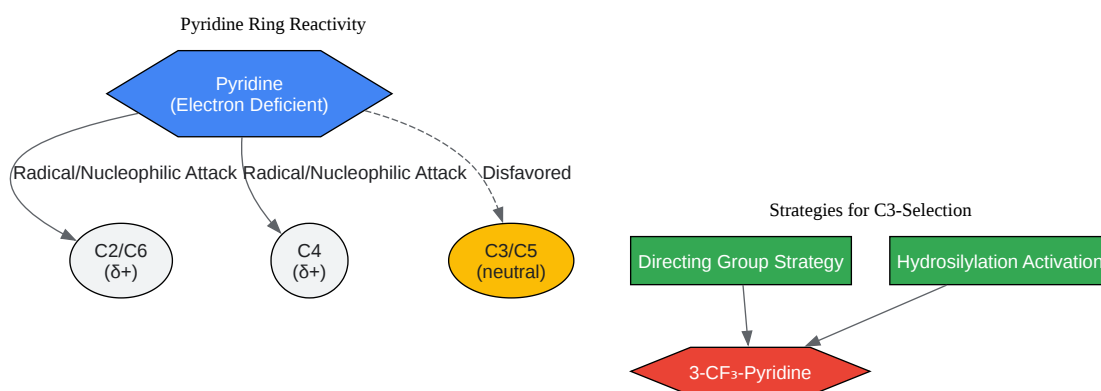 Pyridine Ring Reactivity
Pyridine
(Electron Deficient)
Radical/Nucleophilic Attack
Radical/Nucleophilic Attack
Disfavored
C2/C6
(δ+)
C4
(δ+)
C3/C5
(neutral)
Strategies for C3-Selection
Directing Group Strategy
Hydrosilylation Activation
3-CF₃-Pyridine